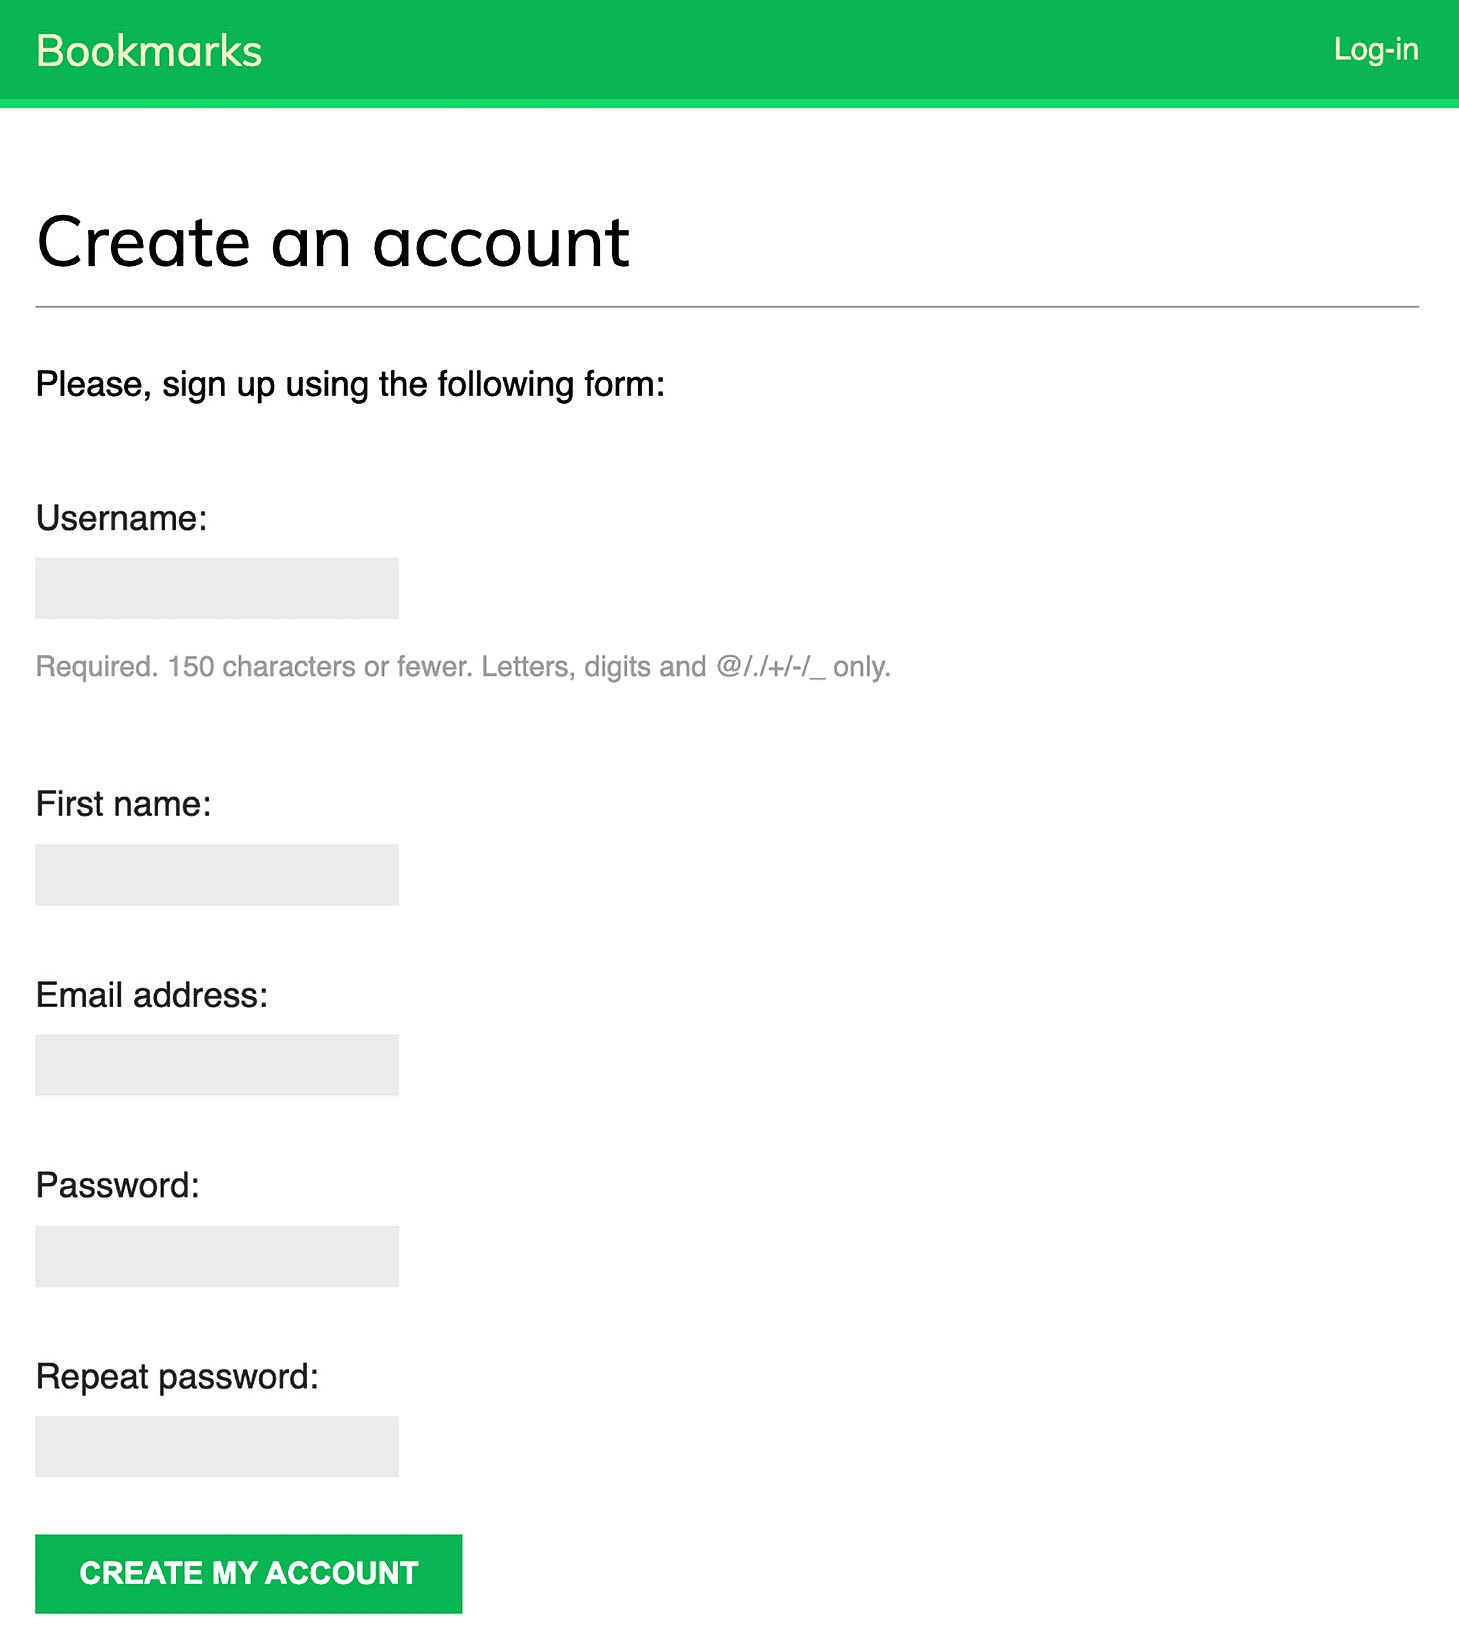 Bookmarks
Log-in
Create an account
Please, sign up using the following form:
Username:
Required. 150 characters or fewer. Letters, digits and @/./+/-/_ only.
First name:
Email address:
Password:
Repeat password:
CREATE MY ACCOUNT